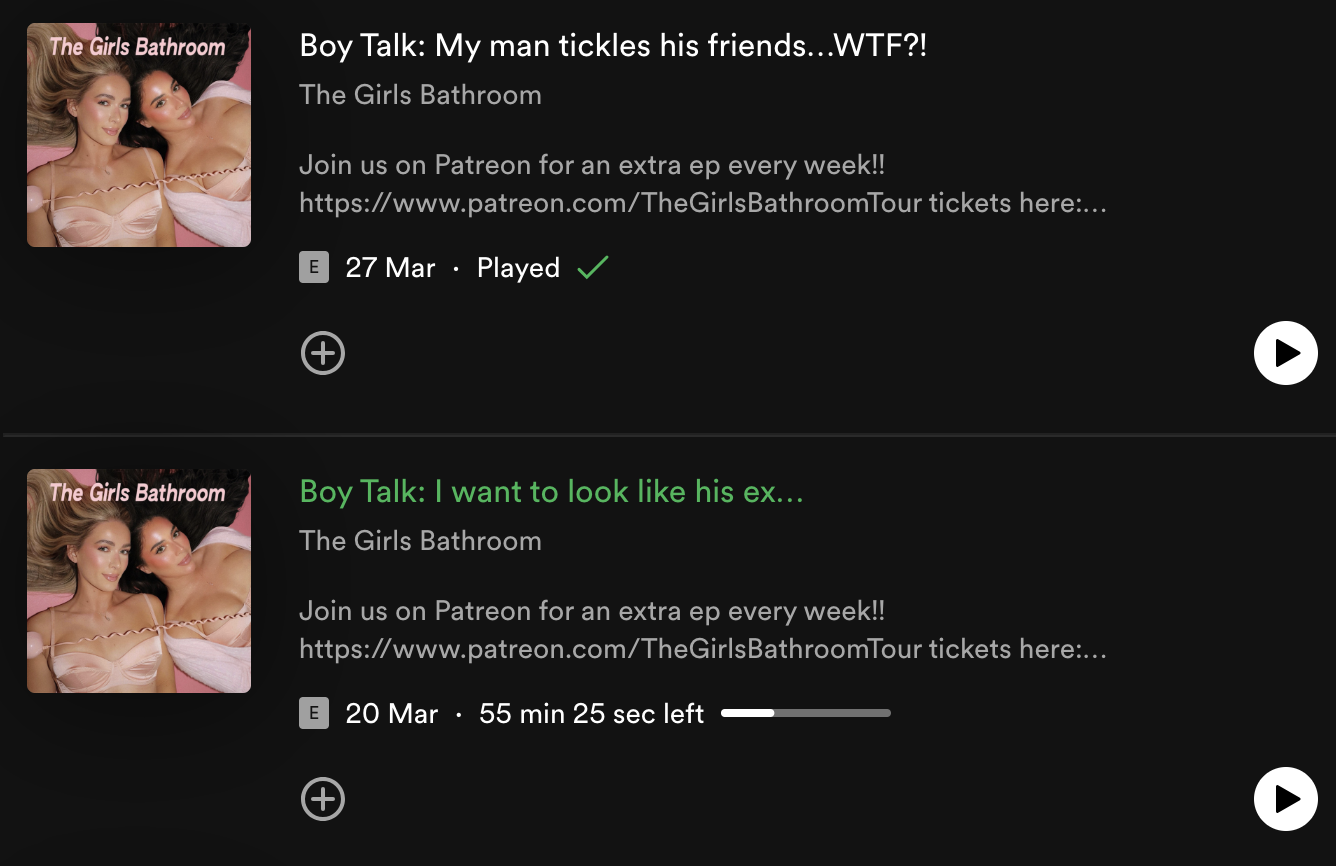 The Girls Bathroom
Boy Talk: My man tickles his friends...WTF?!
The Girls Bathroom
Join us on Patreon for an extra ep every week!!
https://www.patreon.com/TheGirlsBathroomTour tickets here:...
E 27 Mar · Played
The Girls Bathroom
Boy Talk: I want to look like his ex...
The Girls Bathroom
Join us on Patreon for an extra ep every week!!
https://www.patreon.com/TheGirlsBathroomTour tickets here:...
E 20 Mar · 55 min 25 sec left